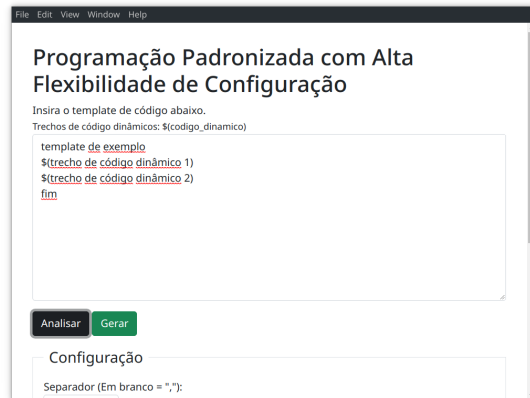 File Edit View Window Help
Programação Padronizada com Alta
Flexibilidade de Configuração
Insira o template de código abaixo.
Trechos de código dinâmicos: $(codigo_dinamico)
template de exemplo
$(trecho de código dinâmico 1)
$(trecho de código dinâmico 2)
fim
Analisar Gerar
Configuração
Separador (Em branco = ","):